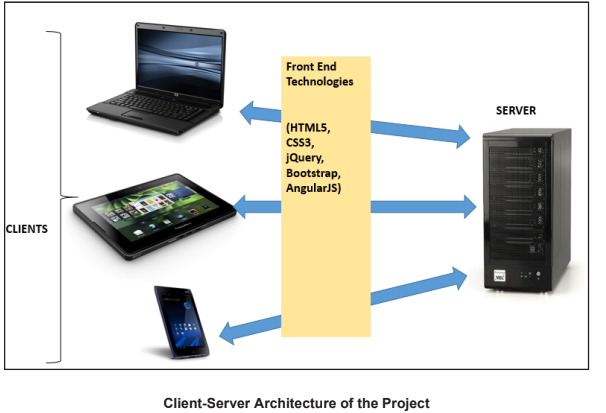 Front End
Technologies
(HTML5,
CSS3,
jQuery,
Bootstrap,
AngularJS)
SERVER
CLIENTS
Client-Server Architecture of the Project